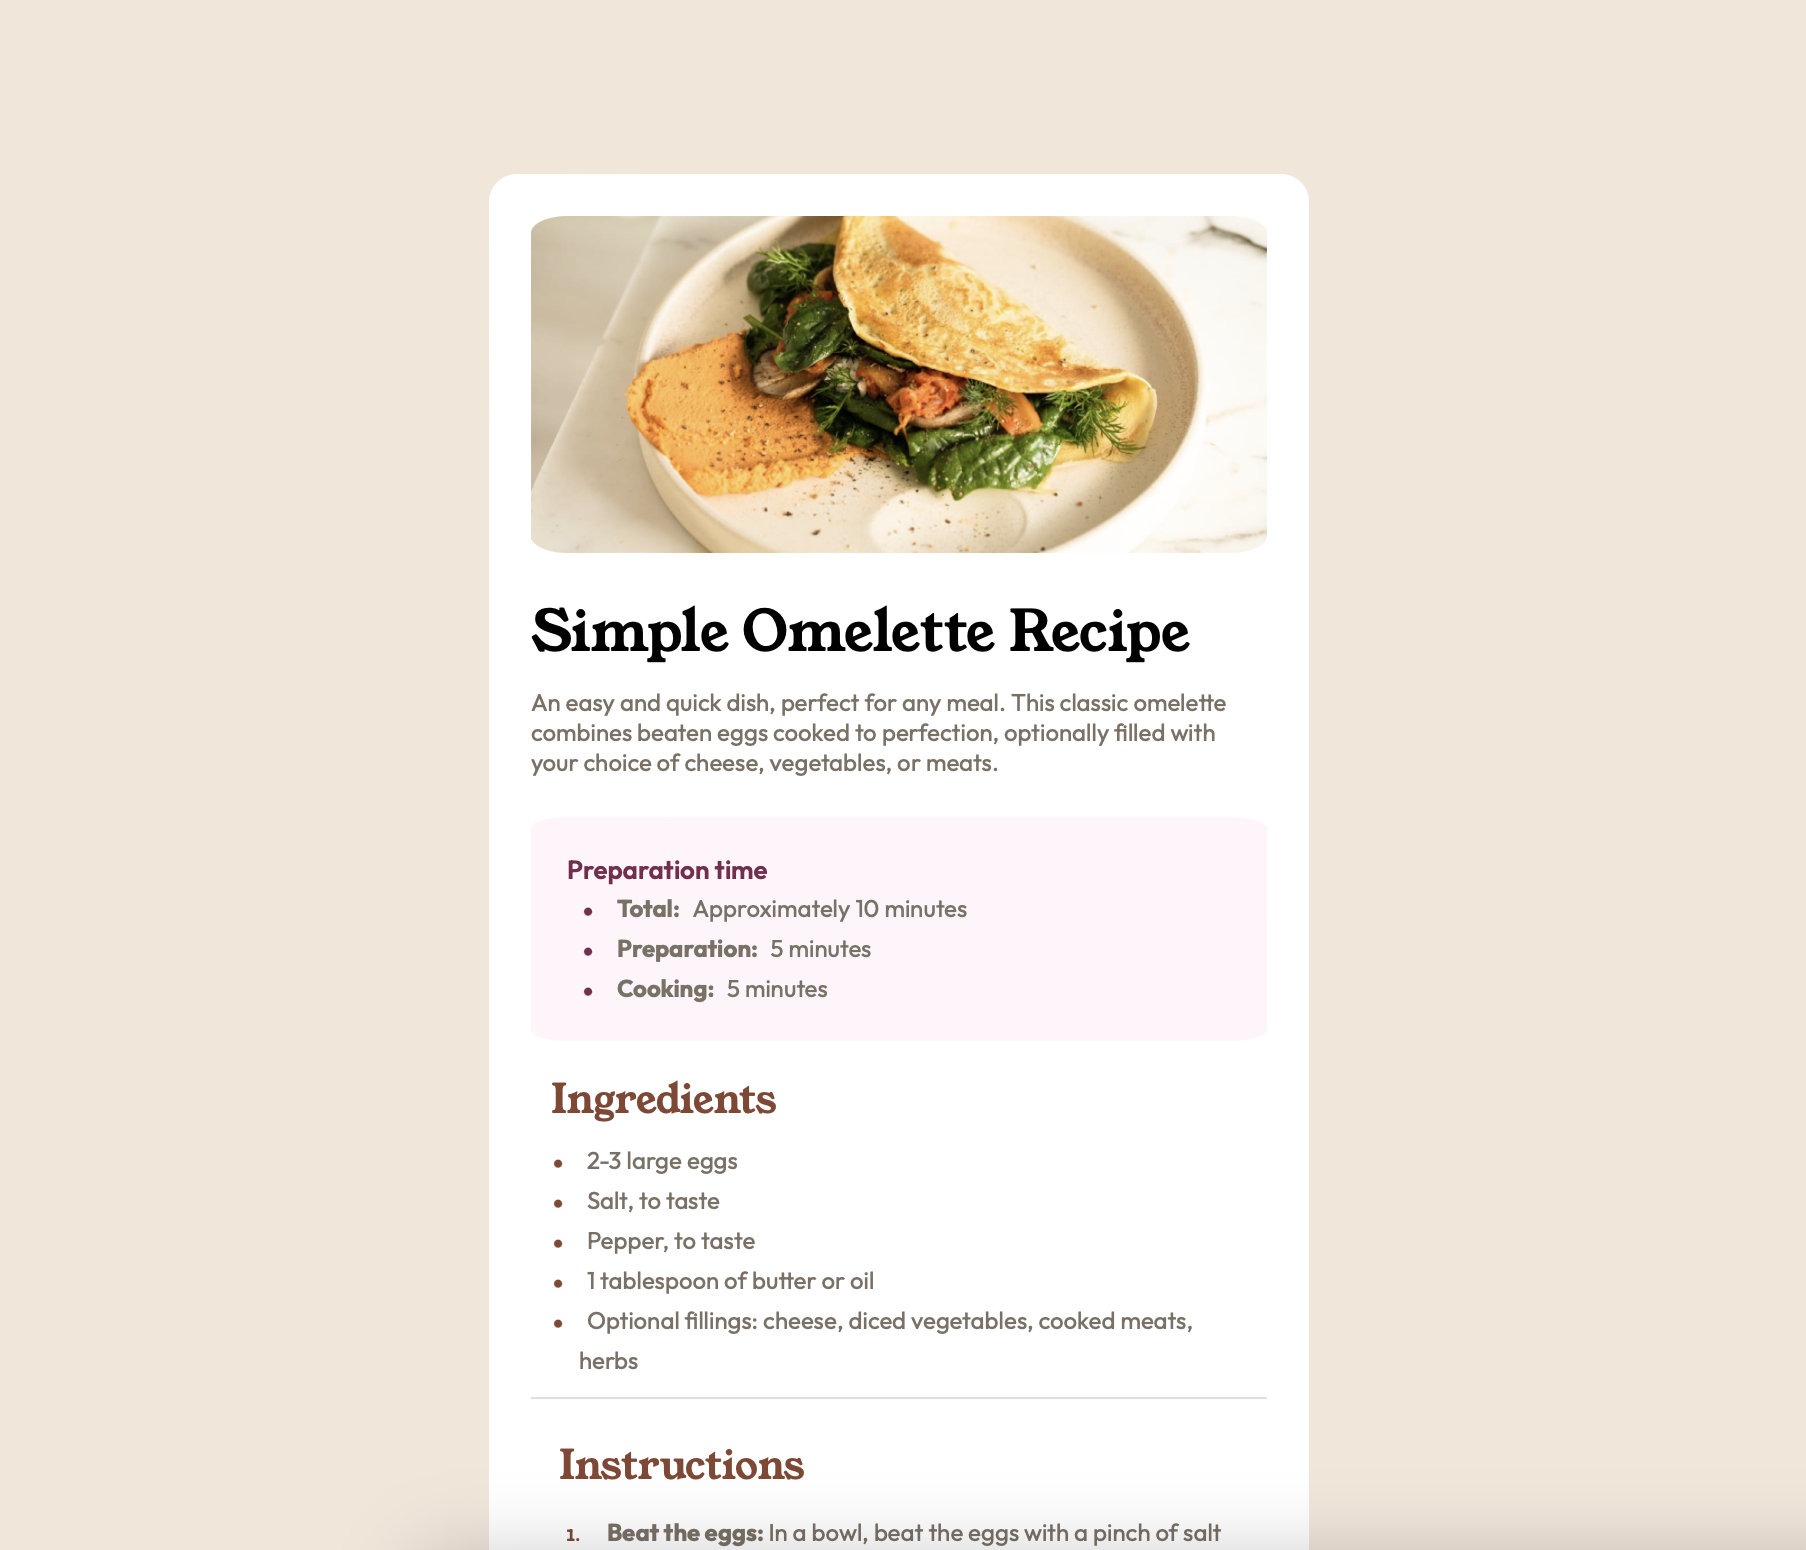 Simple Omelette Recipe
An easy and quick dish, perfect for any meal. This classic omelette
combines beaten eggs cooked to perfection, optionally filled with
your choice of cheese, vegetables, or meats.
Preparation time
• Total: Approximately 10 minutes
• Preparation: 5 minutes
• Cooking: 5 minutes
Ingredients
• 2-3 large eggs
• Salt, to taste
• Pepper, to taste
• 1 tablespoon of butter or oil
• Optional fillings: cheese, diced vegetables, cooked meats,
herbs
Instructions
1. Beat the eggs: In a bowl, beat the eggs with a pinch of salt